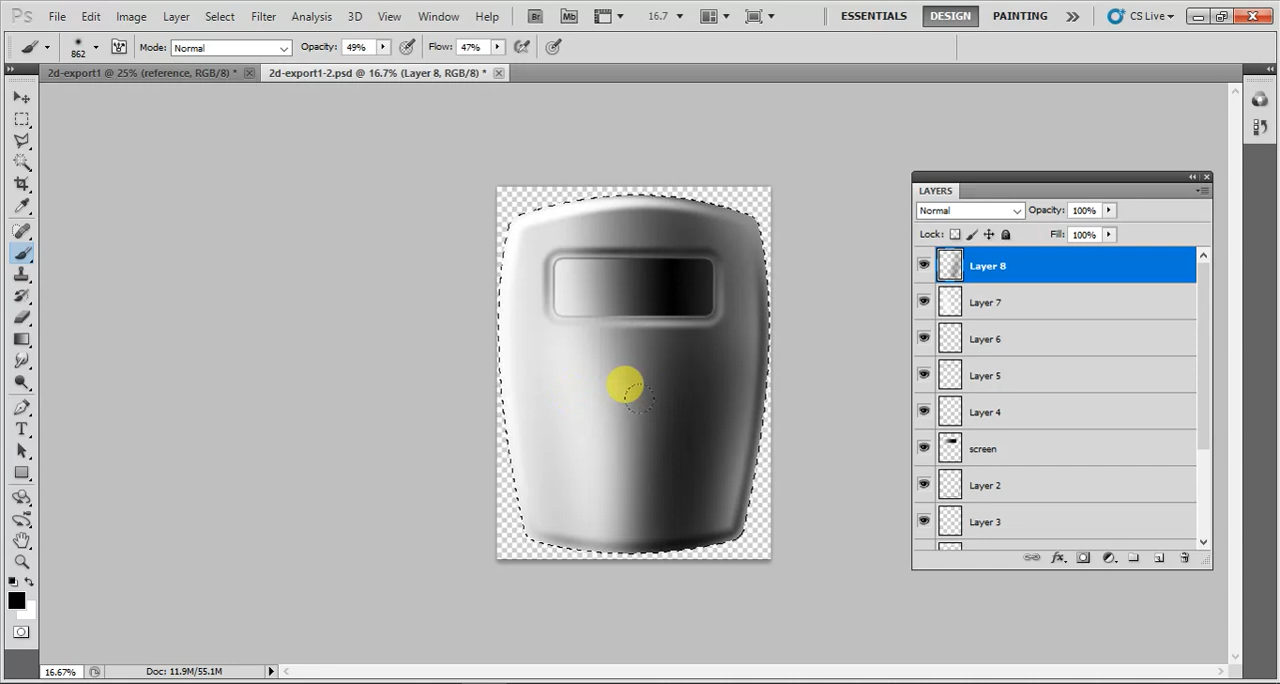 Ps File Edit Image Layer Select Filter Analysis 3D View Window Help Br Mb 16.7 ESSENTIALS DESIGN PAINTING CS Live
862 Mode: Normal Opacity: 49% Flow: 47%
2d-export1 @ 25% (reference, RGB/8) * 2d-export1-2.psd @ 16.7% (Layer 8, RGB/8) *
LAYERS
Normal Opacity: 100%
Lock: Fill: 100%
Layer 8
Layer 7
Layer 6
Layer 5
Layer 4
screen
Layer 2
Layer 3
fx
T
16.67% Doc: 11.9M/55.1M